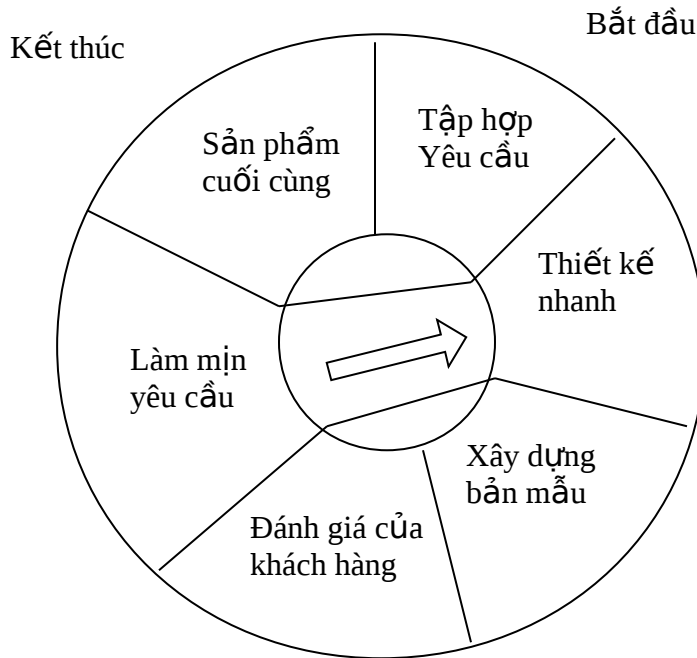 Bắt đầu
Kết thúc
Tập hợp
Yêu cầu
Sản phẩm
cuối cùng
Thiết kế
nhanh
Làm mịn
yêu cầu
Xây dựng
bản mẫu
Đánh giá của
khách hàng